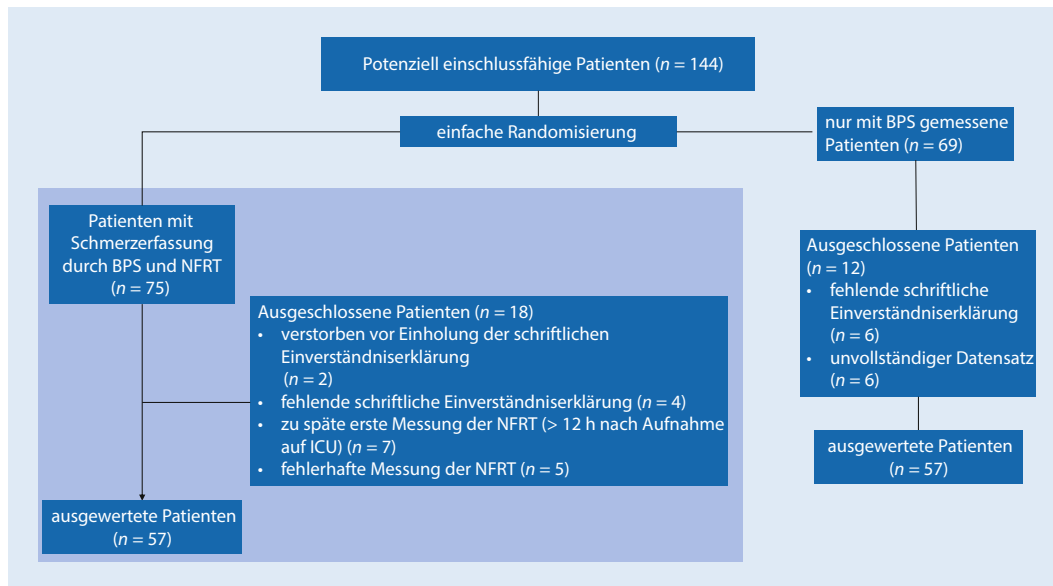 Potenziell einschlussfähige Patienten (n = 144)
einfache Randomisierung
nur mit BPS gemessene
Patienten (n = 69)
Patienten mit
Schmerzerfassung
durch BPS und NFRT
(n = 75)
Ausgeschlossene Patienten (n = 18)
• verstorben vor Einholung der schriftlichen
Einverständniserklärung
(n = 2)
• fehlende schriftliche Einverständniserklärung (n = 4)
• zu späte erste Messung der NFRT (> 12 h nach Aufnahme
auf ICU) (n = 7)
• fehlerhafte Messung der NFRT (n = 5)
ausgewertete Patienten
(n = 57)
Ausgeschlossene Patienten
(n = 12)
• fehlende schriftliche
Einverständniserklärung
(n = 6)
• unvollständiger Datensatz
(n = 6)
ausgewertete Patienten
(n = 57)